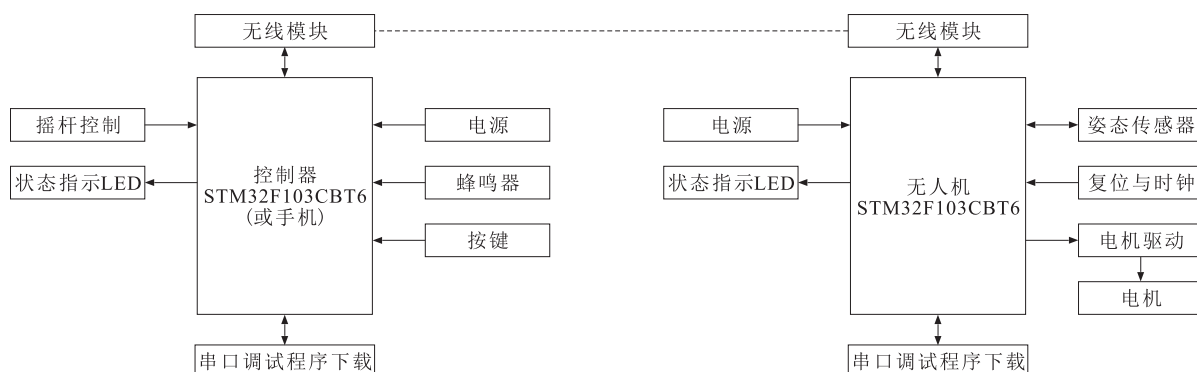 无线模块
无线模块
摇杆控制
状态指示LED
控制器
STM32F103CBT6
(或手机)
电源
蜂鸣器
按键
串口调试程序下载
电源
状态指示LED
无人机
STM32F103CBT6
姿态传感器
复位与时钟
电机驱动
电机
串口调试程序下载